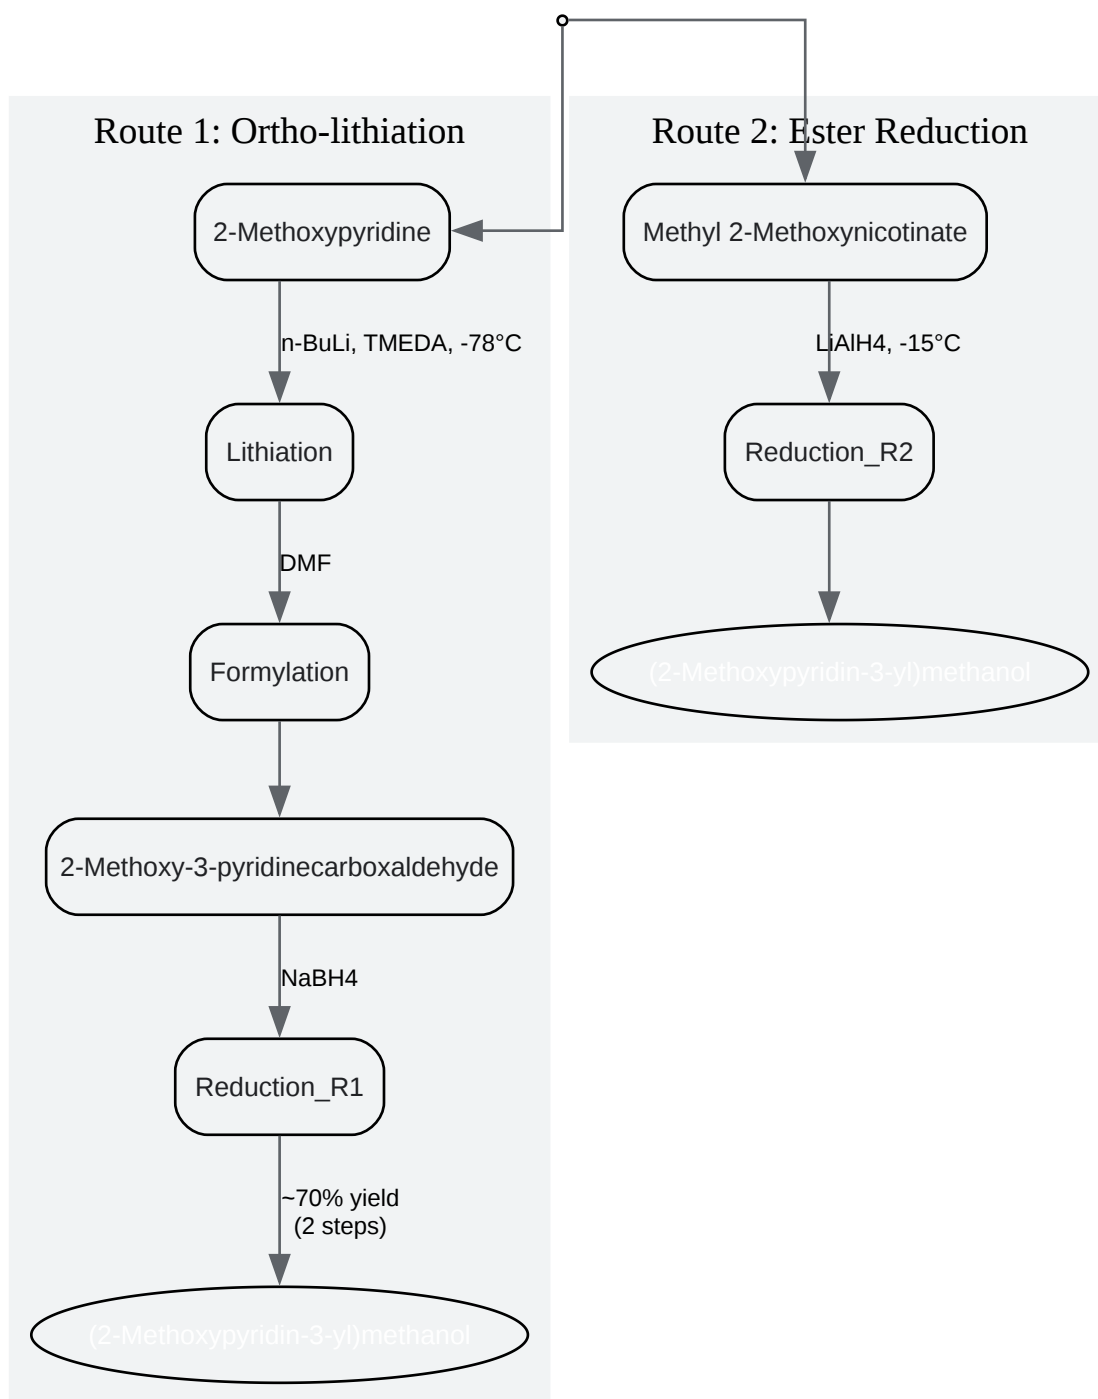 Route 1: Ortho-lithiation
2-Methoxypyridine
n-BuLi, TMEDA, -78°C
Lithiation
DMF
Formylation
2-Methoxy-3-pyridinecarboxaldehyde
NaBH4
Reduction_R1
~70% yield
(2 steps)
(2-Methoxypyridin-3-yl)methanol
Route 2: Ester Reduction
Methyl 2-Methoxynicotinate
LiAlH4, -15°C
Reduction_R2
(2-Methoxypyridin-3-yl)methanol